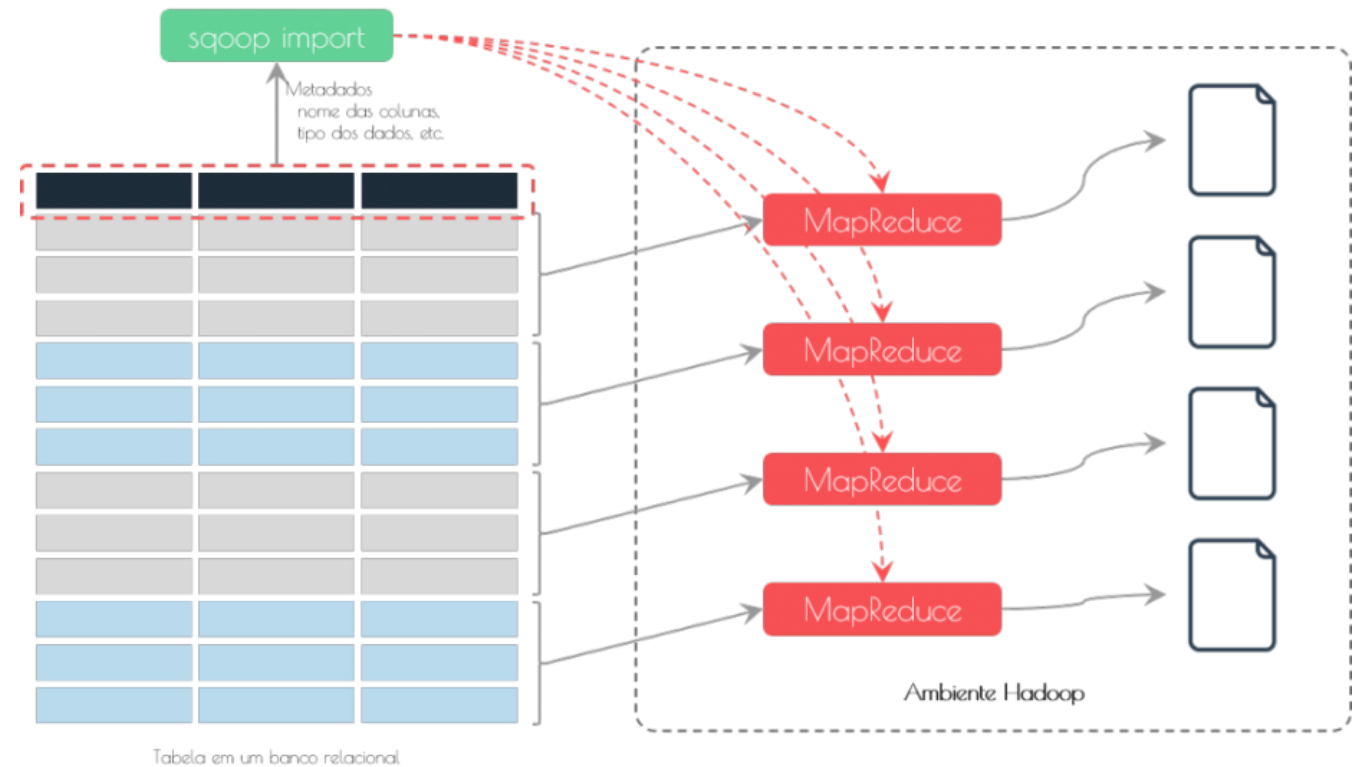 sqoop import
Metadados
nome das colunas,
tipo dos dados, etc.
MapReduce
MapReduce
MapReduce
MapReduce
Ambiente Hadoop
Tabela em um banco relacional